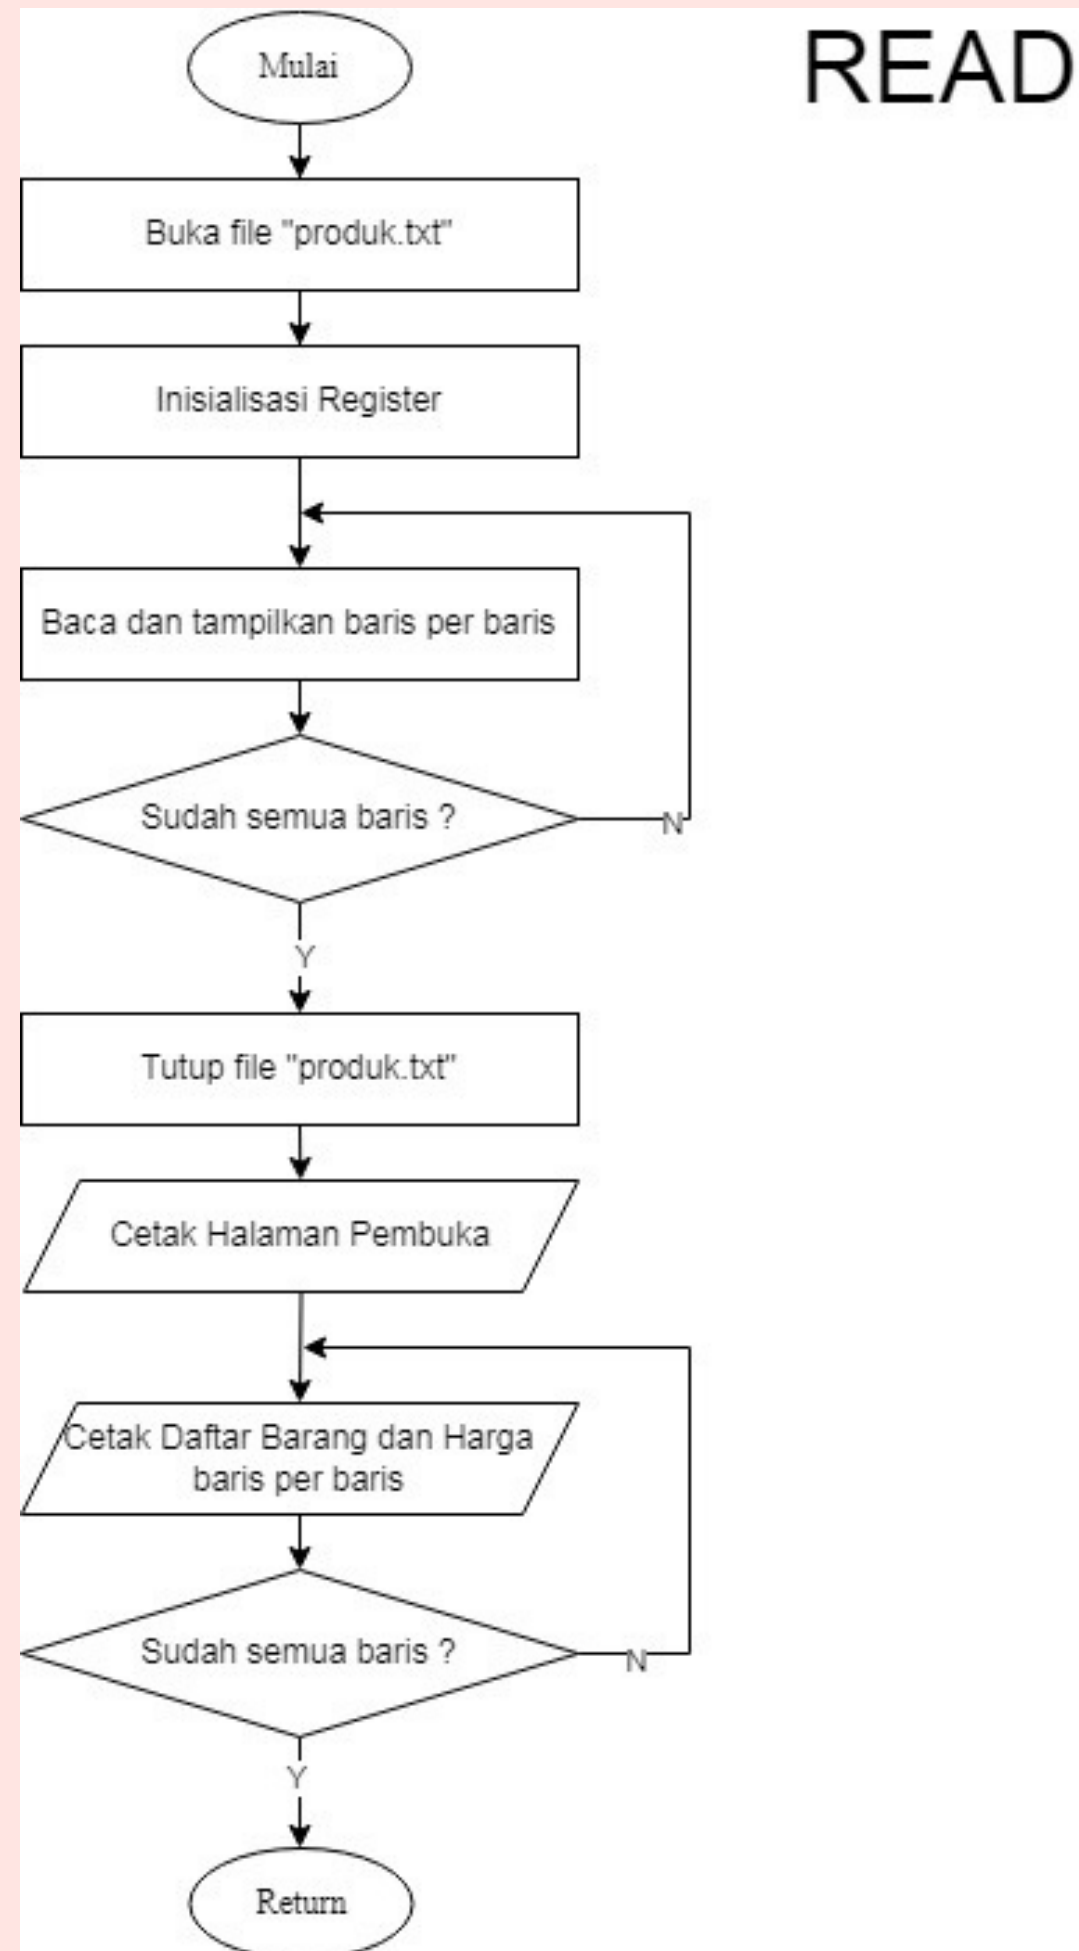 READ
Mulai
Buka file "produk.txt"
Inisialisasi Register
Baca dan tampilkan baris per baris
Sudah semua baris ?
N
Y
Tutup file "produk.txt"
Cetak Halaman Pembuka
Cetak Daftar Barang dan Harga
baris per baris
Sudah semua baris ?
N
Y
Return